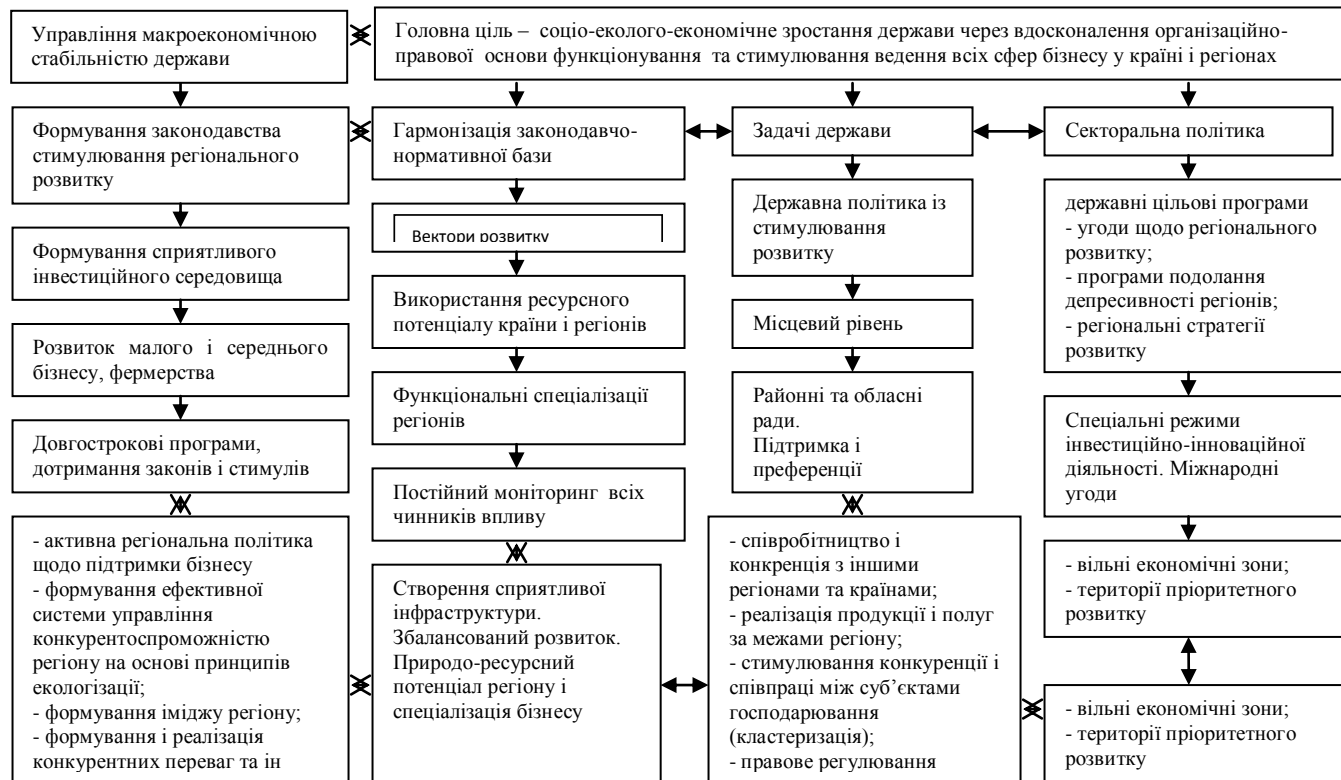 Управління макроекономічною
стабільністю держави
Головна ціль – соціо-еколого-економічне зростання держави через вдосконалення організаційно-
правової основи функціонування та стимулювання ведення всіх сфер бізнесу у країні і регіонах
Формування законодавства
стимулювання регіонального
розвитку
Гармонізація законодавчо-
нормативної бази
Задачі держави
Секторальна політика
Формування сприятливого
інвестиційного середовища
Вектори розвитку
Державна політика із
стимулювання
розвитку
державні цільові програми
- угоди щодо регіонального
розвитку;
- програми подолання
депресивності регіонів;
- регіональні стратегії
розвитку
Використання ресурсного
потенціалу країни і регіонів
Місцевий рівень
Розвиток малого і середнього
бізнесу, фермерства
Функціональні спеціалізації
регіонів
Районні та обласні
ради.
Підтримка і
преференції
Спеціальні режими
інвестиційно-інноваційної
діяльності. Міжнародні
угоди
Довгострокові програми,
дотримання законів і стимулів
Постійний моніторинг всіх
чинників впливу
- активна регіональна політика
щодо підтримки бізнесу
- формування ефективної
системи управління
конкурентоспроможністю
регіону на основі принципів
екологізації;
- формування іміджу регіону;
- формування і реалізація
конкурентних переваг та ін
Створення сприятливої
інфраструктури.
Збалансований розвиток.
Природо-ресурсний
потенціал регіону і
спеціалізація бізнесу
- співробітництво і
конкренція з іншими
регіонами та країнами;
- реалізація продукції і полуг
за межами регіону;
- стимулювання конкуренції і
співпраці між суб’єктами
господарювання
(кластеризація);
- правове регулювання
- вільні економічні зони;
- території пріоритетного
розвитку
- вільні економічні зони;
- території пріоритетного
розвитку